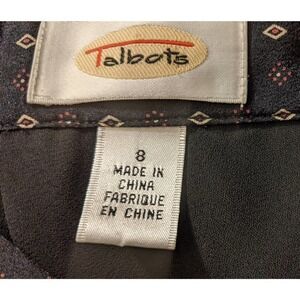 Talbots
8
MADE IN
CHINA
FABRIQUE
EN CHINE